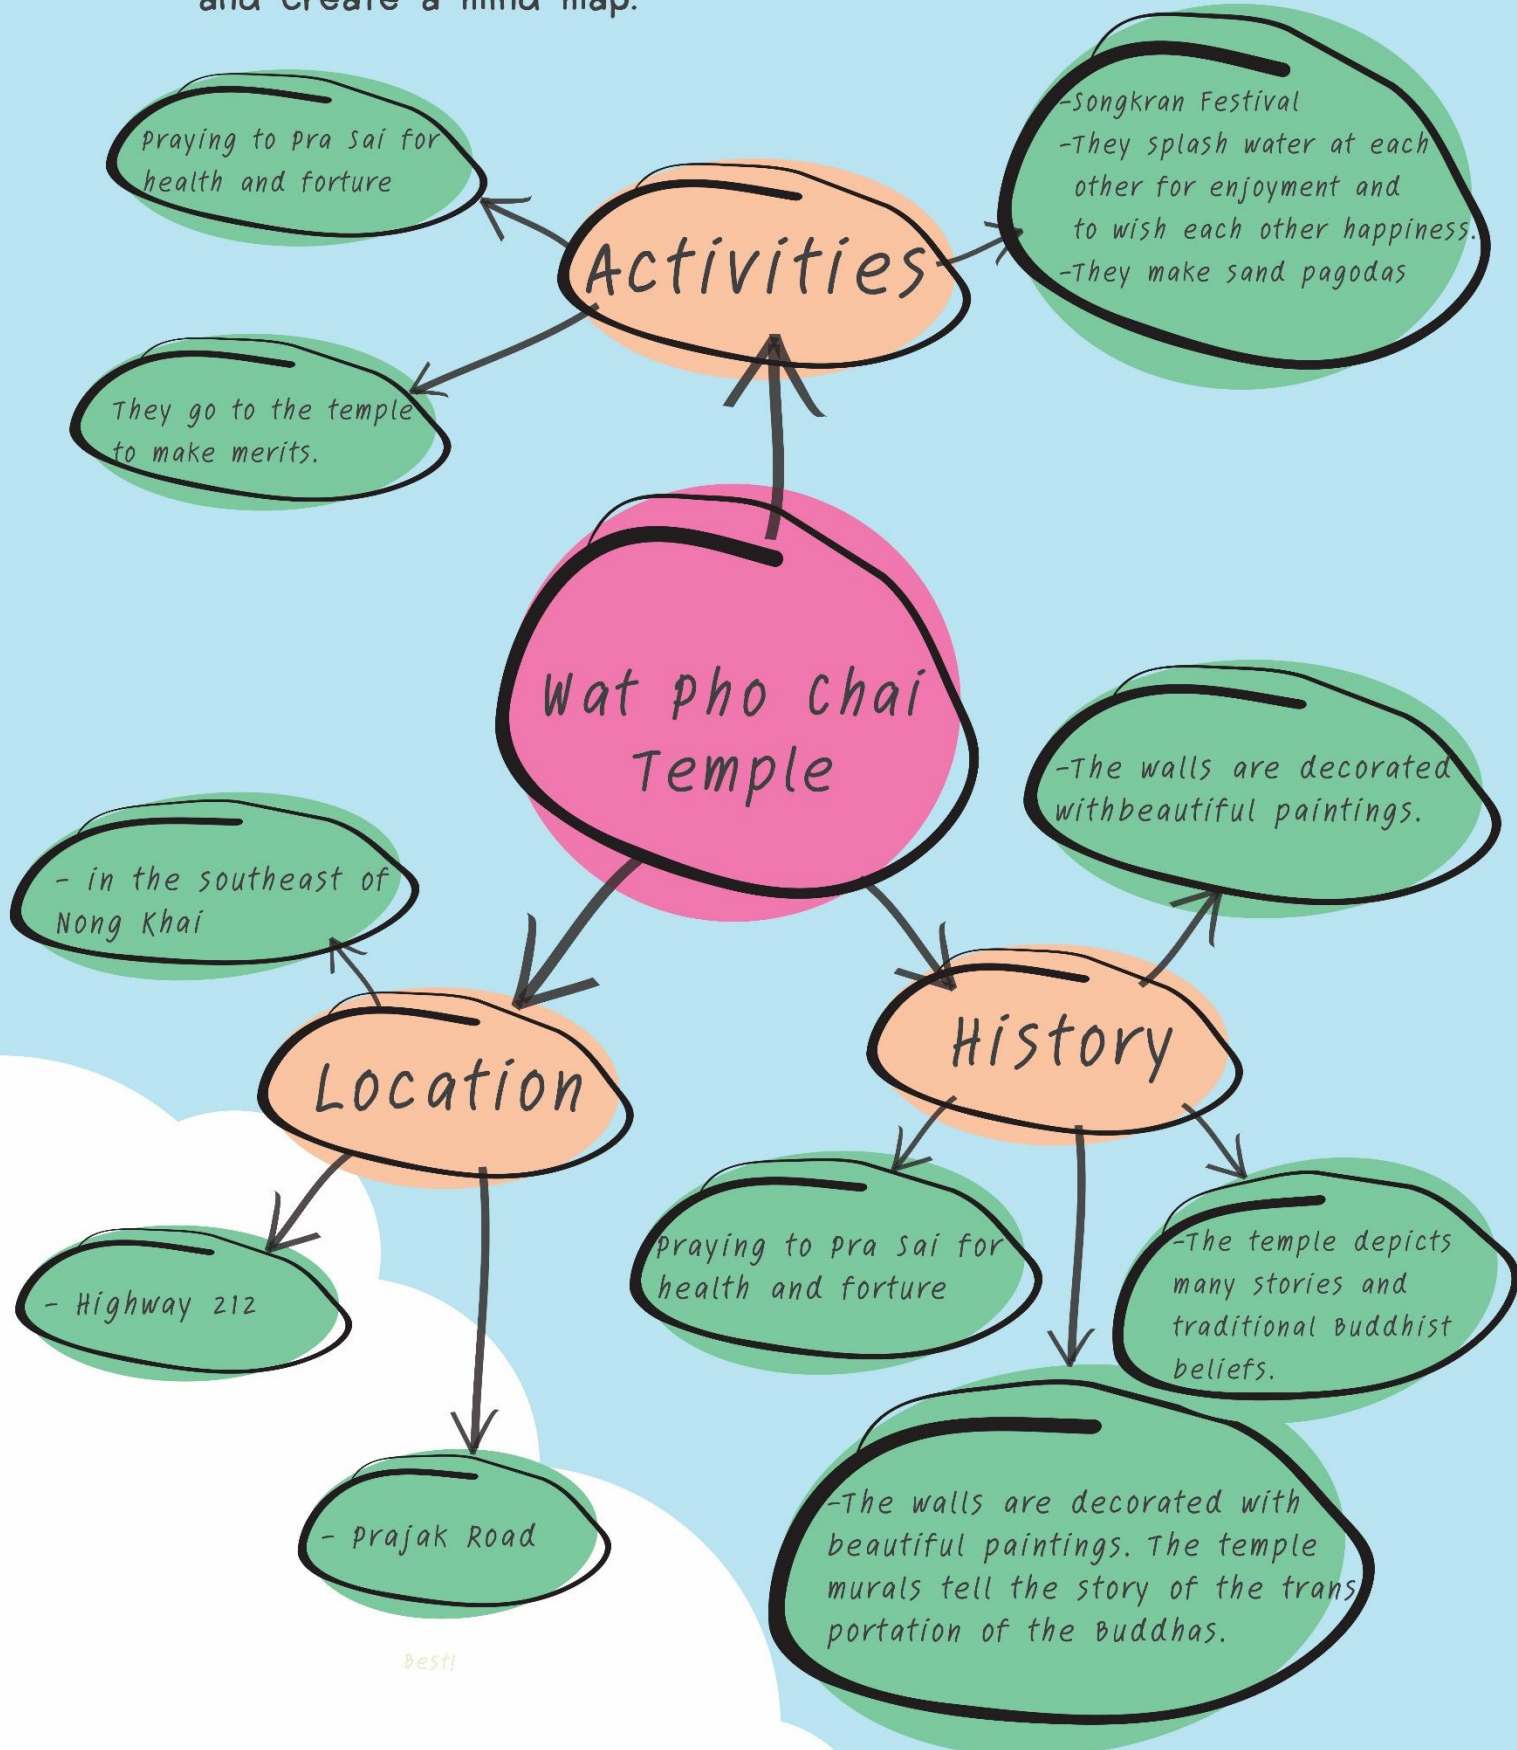 and create a mind map.
Praying to Pra Sai for
health and forture
-Songkran Festival
-They splash water at each
other for enjoyment and
to wish each other happiness.
-They make sand pagodas
Activities
They go to the temple
to make merits.
Wat Pho Chai
Temple
-The walls are decorated
withbeautiful paintings.
- in the southeast of
Nong Khai
Location
History
- Highway 212
Praying to Pra Sai for
health and forture
-The temple depicts
many stories and
traditional Buddhist
beliefs.
- Prajak Road
-The walls are decorated with
beautiful paintings. The temple
murals tell the story of the trans
portation of the Buddhas.
Best!